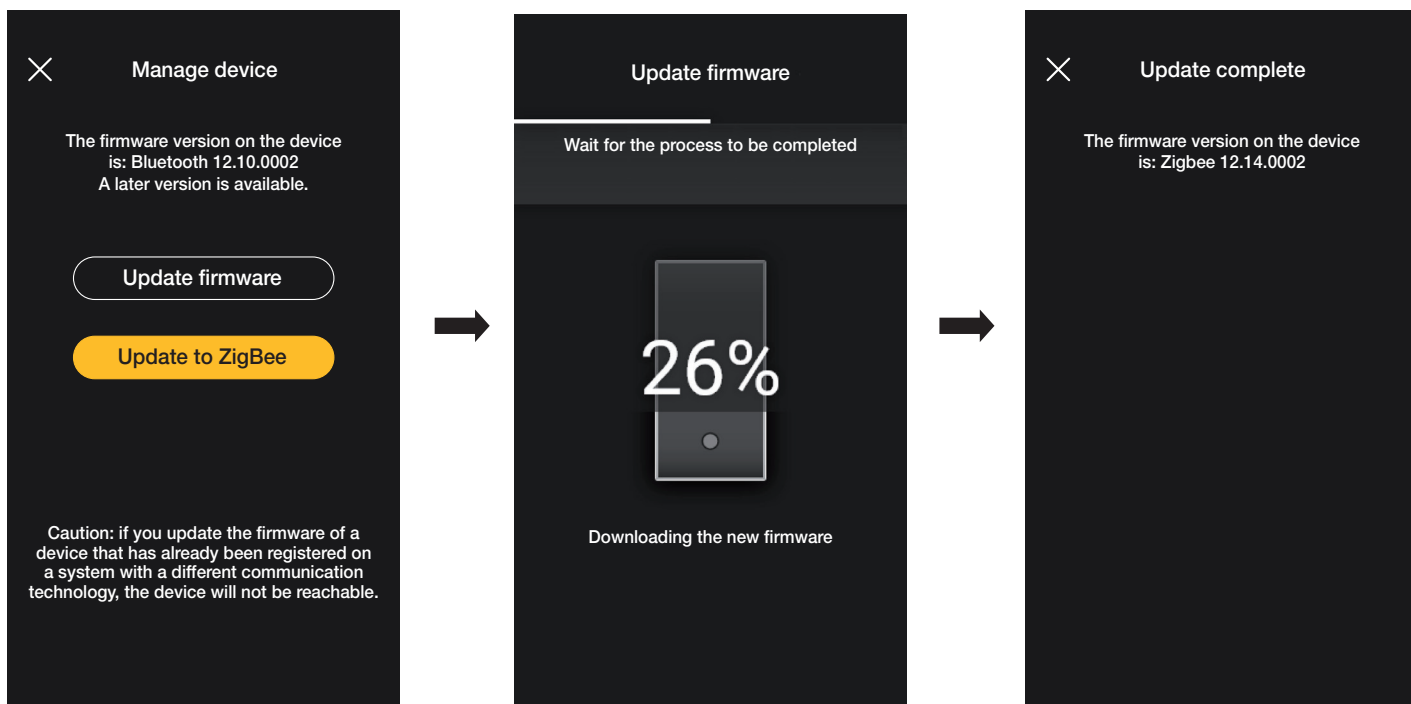 Manage device
The firmware version on the device
is: Bluetooth 12.10.0002
A later version is available.
Update firmware
Update to ZigBee
Caution: if you update the firmware of a
device that has already been registered on
a system with a different communication
technology, the device will not be reachable.
Update firmware
Wait for the process to be completed
26%
Downloading the new firmware
Update complete
The firmware version on the device
is: Zigbee 12.14.0002